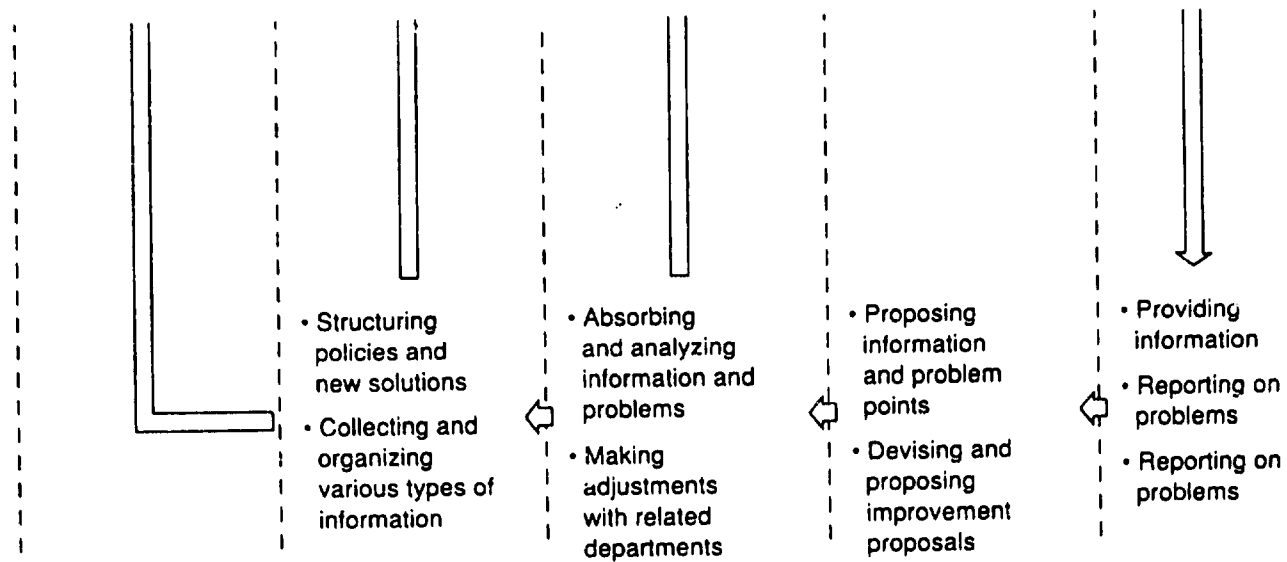 • Structuring
policies and
new solutions
• Collecting and
organizing
various types of
information
• Absorbing
and analyzing
information and
problems
• Making
adjustments
with related
departments
• Proposing
information
and problem
points
• Devising and
proposing
improvement
proposals
• Providing
information
• Reporting on
problems
• Reporting on
problems